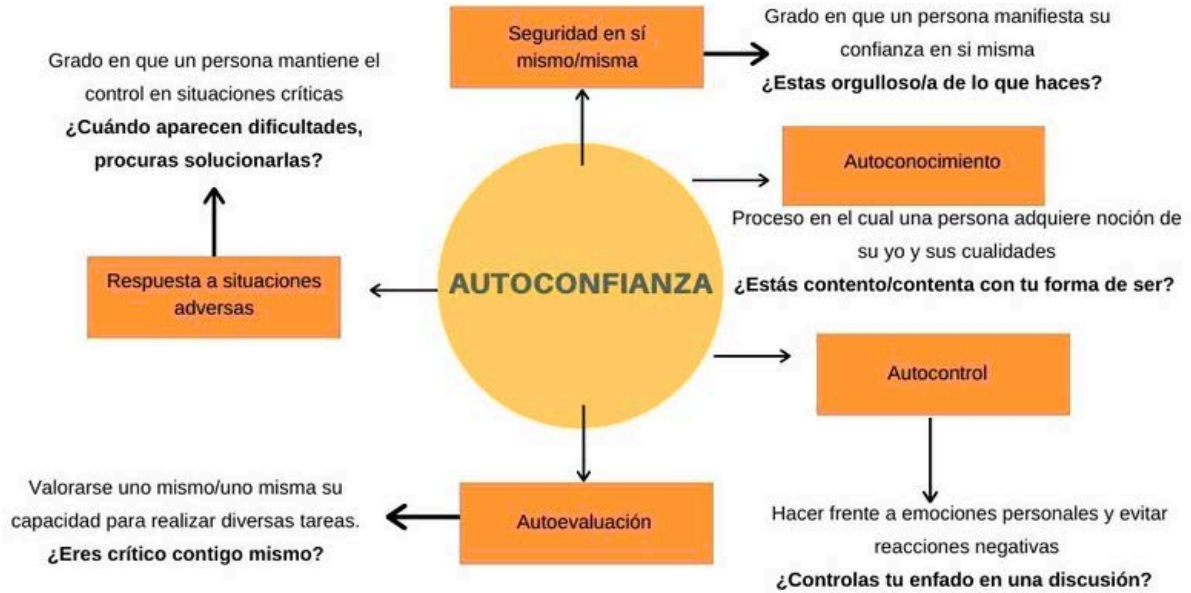 AUTOCONFIANZA
Seguridad en sí
mismo/misma
Grado en que un persona manifiesta su
confianza en si misma
¿Estas orgulloso/a de lo que haces?
Autoconocimiento
Proceso en el cual una persona adquiere noción de
su yo y sus cualidades
¿Estás contento/contenta con tu forma de ser?
Autocontrol
Hacer frente a emociones personales y evitar
reacciones negativas
¿Controlas tu enfado en una discusión?
Autoevaluación
Valorarse uno mismo/uno misma su
capacidad para realizar diversas tareas.
¿Eres crítico contigo mismo?
Respuesta a situaciones
adversas
Grado en que un persona mantiene el
control en situaciones críticas
¿Cuándo aparecen dificultades,
procuras solucionarlas?